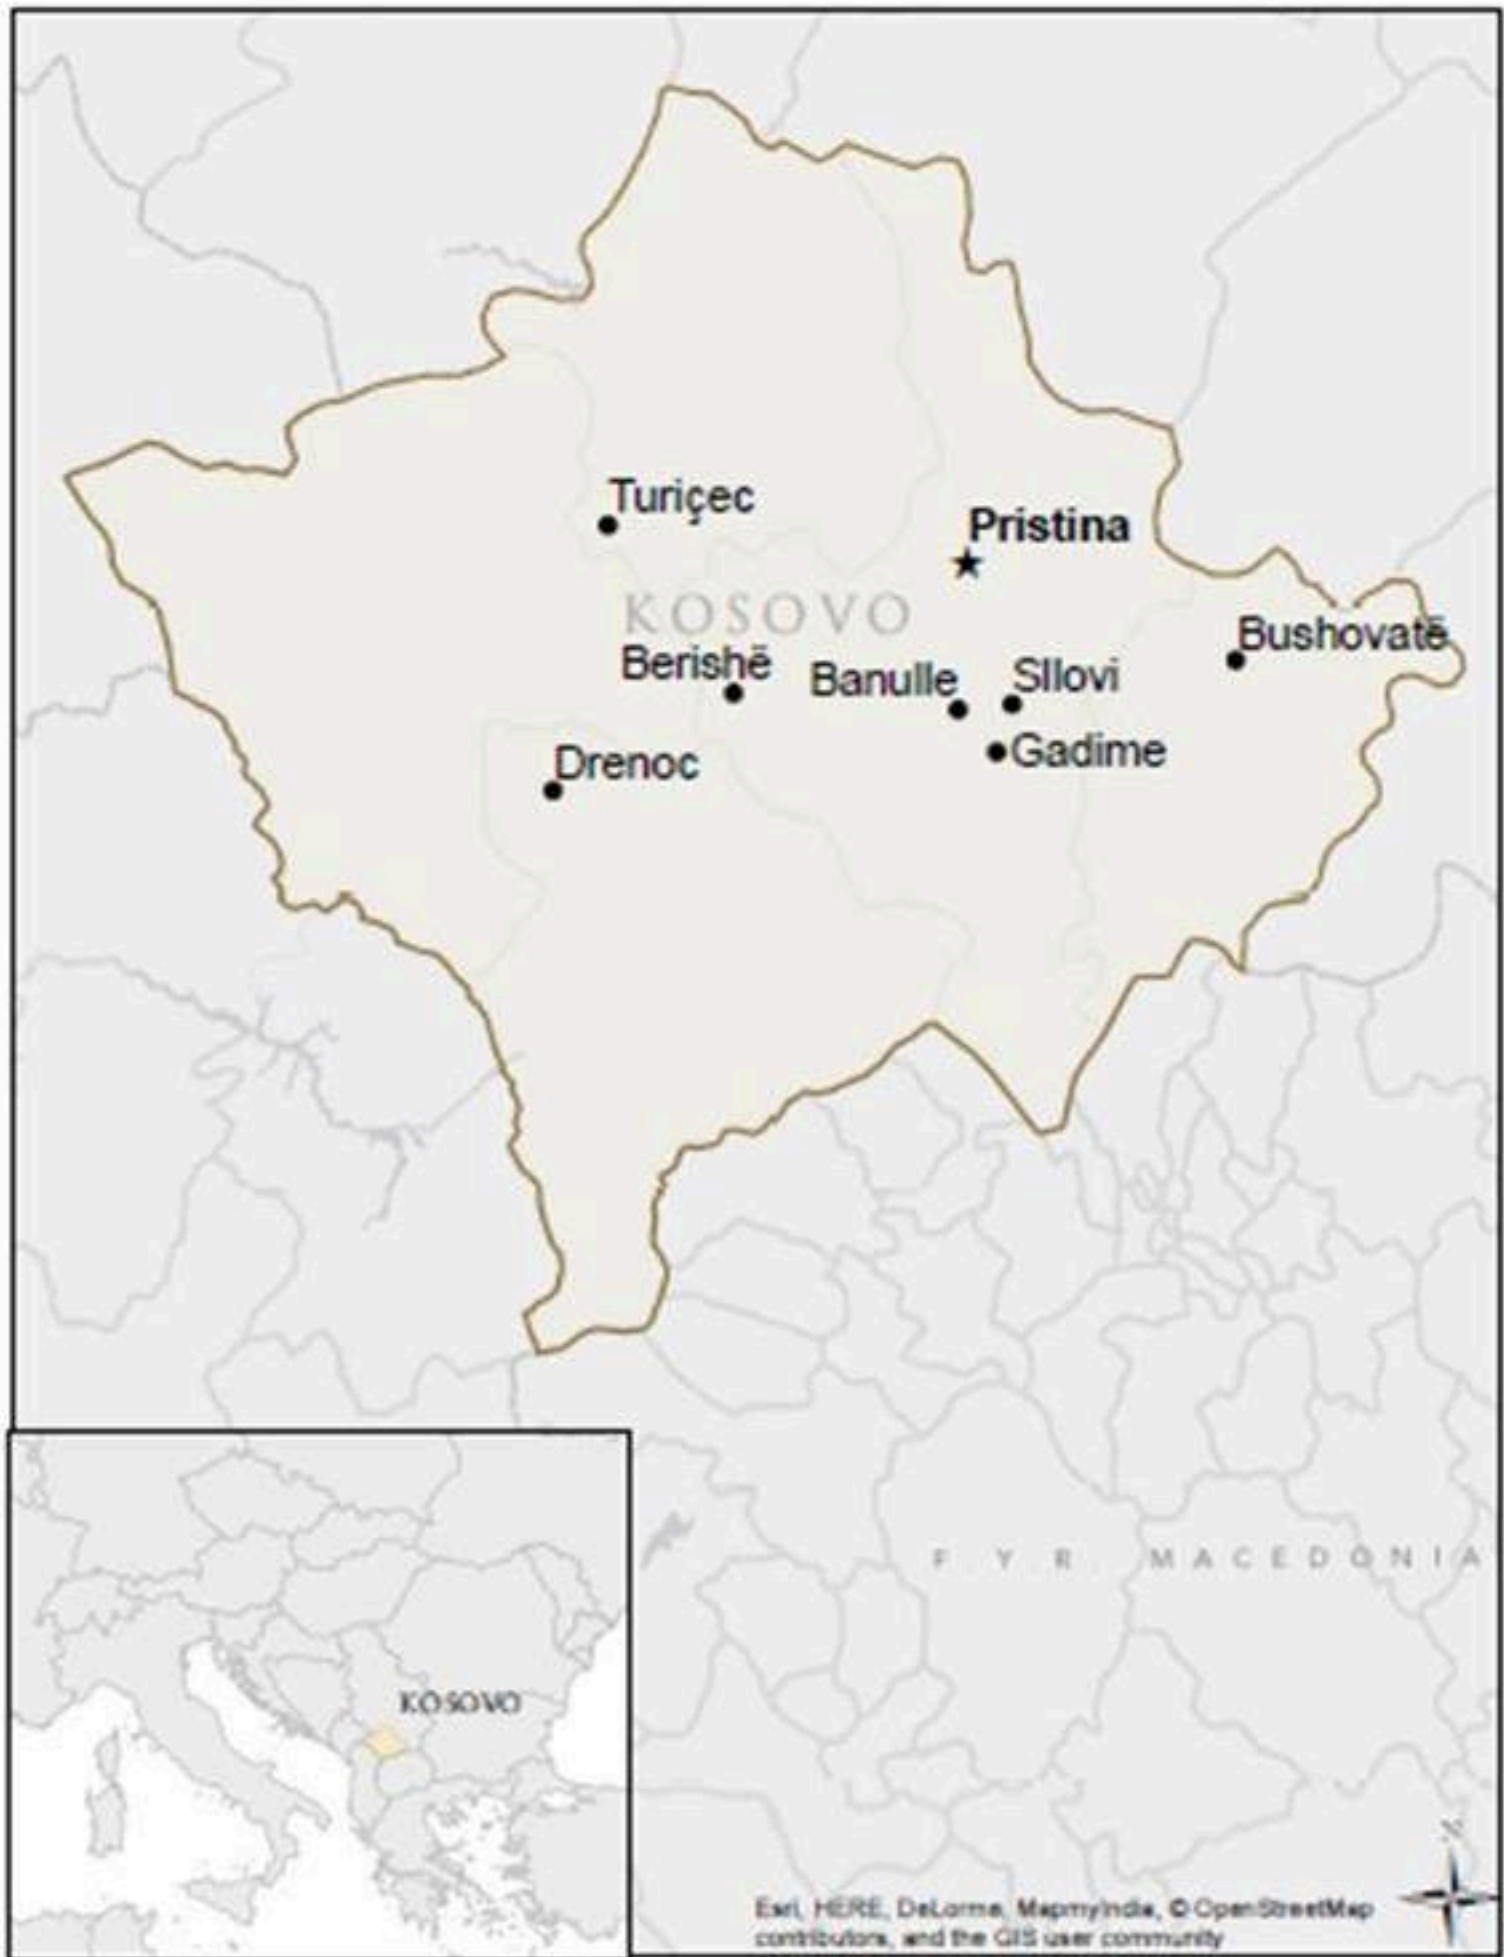 Turiçec
Pristina
KOSOVO
Bushovatë
Berishë
Banulle
Sllovi
Gadime
Drenoc
F Y R MACEDONIA
KOSOVO
N
Esri, HERE, DeLorme, MapmyIndia, © OpenStreetMap
contributors, and the GIS user community